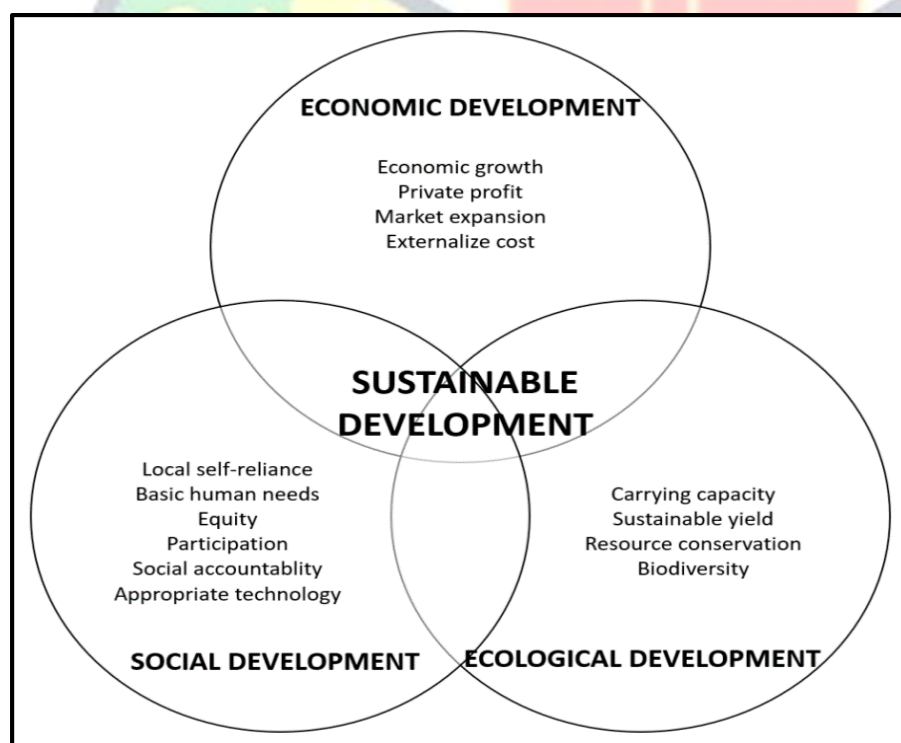 ECONOMIC DEVELOPMENT
Economic growth
Private profit
Market expansion
Externalize cost
SUSTAINABLE
DEVELOPMENT
Local self-reliance
Basic human needs
Equity
Participation
Social accountablity
Appropriate technology
SOCIAL DEVELOPMENT
Carrying capacity
Sustainable yield
Resource conservation
Biodiversity
ECOLOGICAL DEVELOPMENT